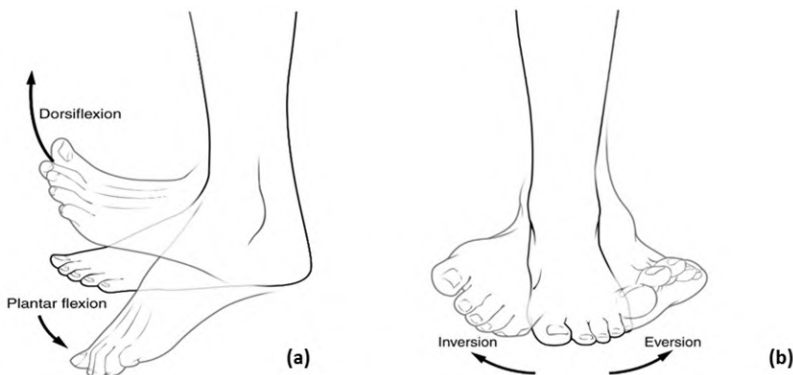 Dorsiflexion
Plantar flexion
(a)
Inversion
Eversion
(b)